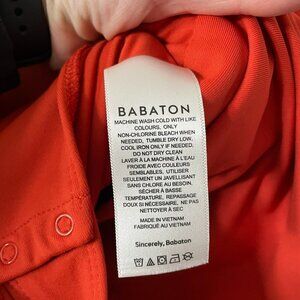 BABATON
MACHINE WASH COLD WITH LIKE
COLOURS, ONLY
NON-CHLORINE BLEACH WHEN
NEEDED, TUMBLE DRY LOW,
COOL IRON ONLY IF NEEDED,
DO NOT DRY CLEAN
LAVER À LA MACHINE À L'EAU
FROIDE AVEC COULEURS
SEMBLABLES, UTILISER
SEULEMENT UN JAVELLISANT
SANS CHLORE AU BESOIN,
SÉCHER À BASSE
TEMPÉRATURE, REPASSAGE
DOUX SI NÉCESSAIRE, NE PAS
NETTOYER À SEC
MADE IN VIETNAM
FABRIQUÉ AU VIETNAM
Sincerely, Babaton